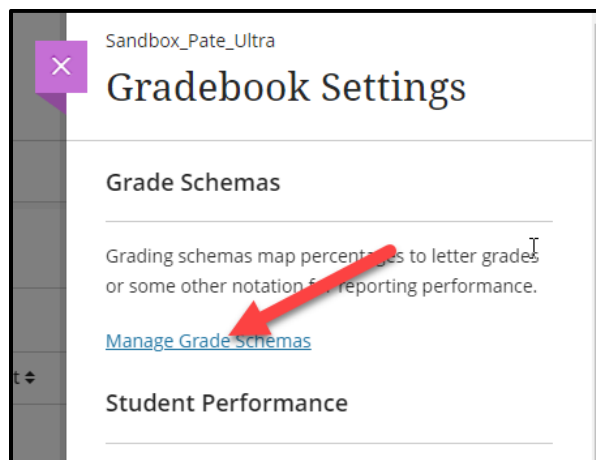 Sandbox_Pate_Ultra
Gradebook Settings
Grade Schemas
Grading schemas map percentages to letter grades
or some other notation for reporting performance.
Manage Grade Schemas
t
Student Performance